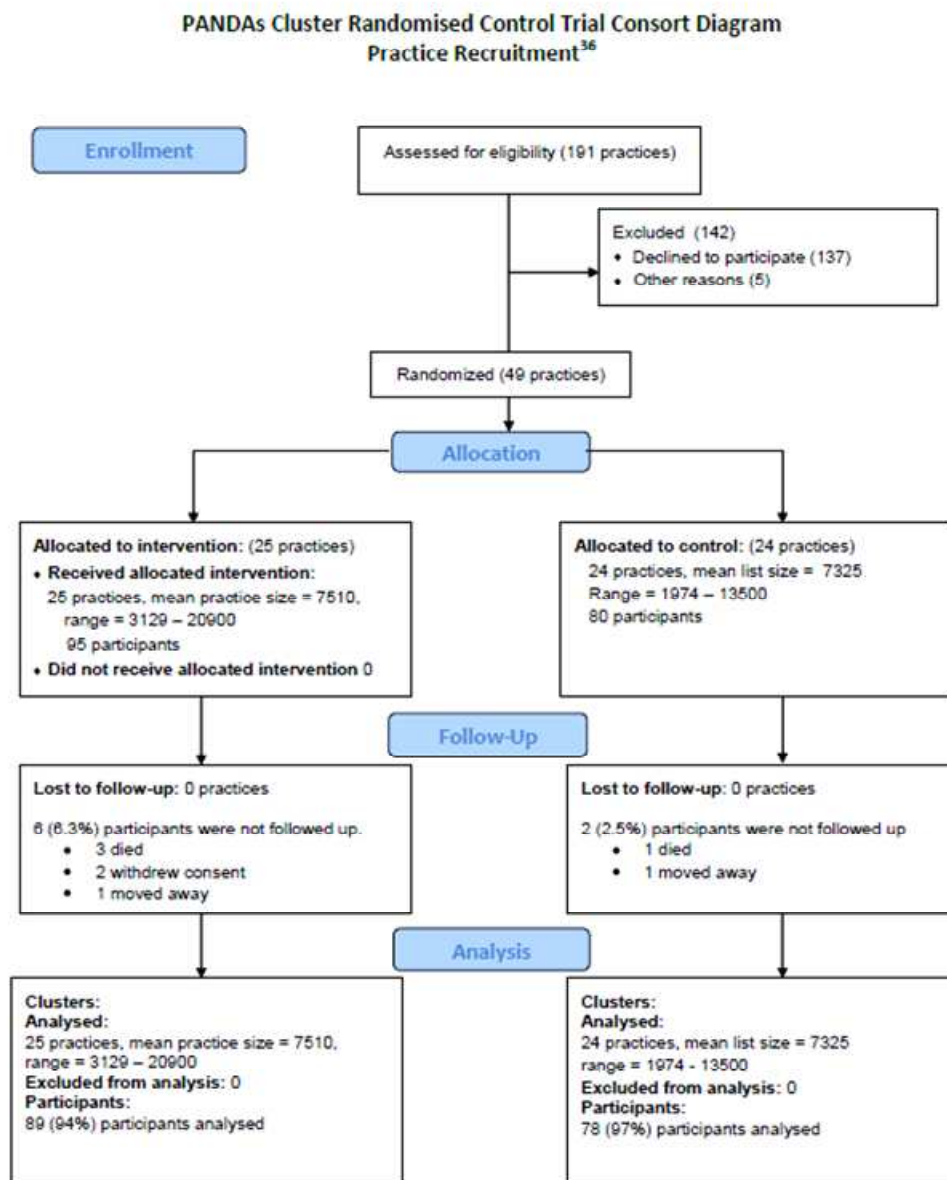 PANDAs Cluster Randomised Control Trial Consort Diagram
Practice Recruitment36
Enrollment
Assessed for eligibility (191 practices)
Excluded (142)
• Declined to participate (137)
• Other reasons (5)
Randomized (49 practices)
Allocation
Allocated to intervention: (25 practices)
• Received allocated intervention:
25 practices, mean practice size = 7510,
range = 3129 – 20900
95 participants
• Did not receive allocated intervention 0
Allocated to control: (24 practices)
24 practices, mean list size = 7325
Range = 1974 – 13500
80 participants
Follow-Up
Lost to follow-up: 0 practices
6 (6.3%) participants were not followed up.
• 3 died
• 2 withdrew consent
• 1 moved away
Lost to follow-up: 0 practices
2 (2.5%) participants were not followed up
• 1 died
• 1 moved away
Analysis
Clusters:
Analysed:
25 practices, mean practice size = 7510,
range = 3129 – 20900
Excluded from analysis: 0
Participants:
89 (94%) participants analysed
Clusters:
Analysed:
24 practices, mean list size = 7325
range = 1974 - 13500
Excluded from analysis: 0
Participants:
78 (97%) participants analysed